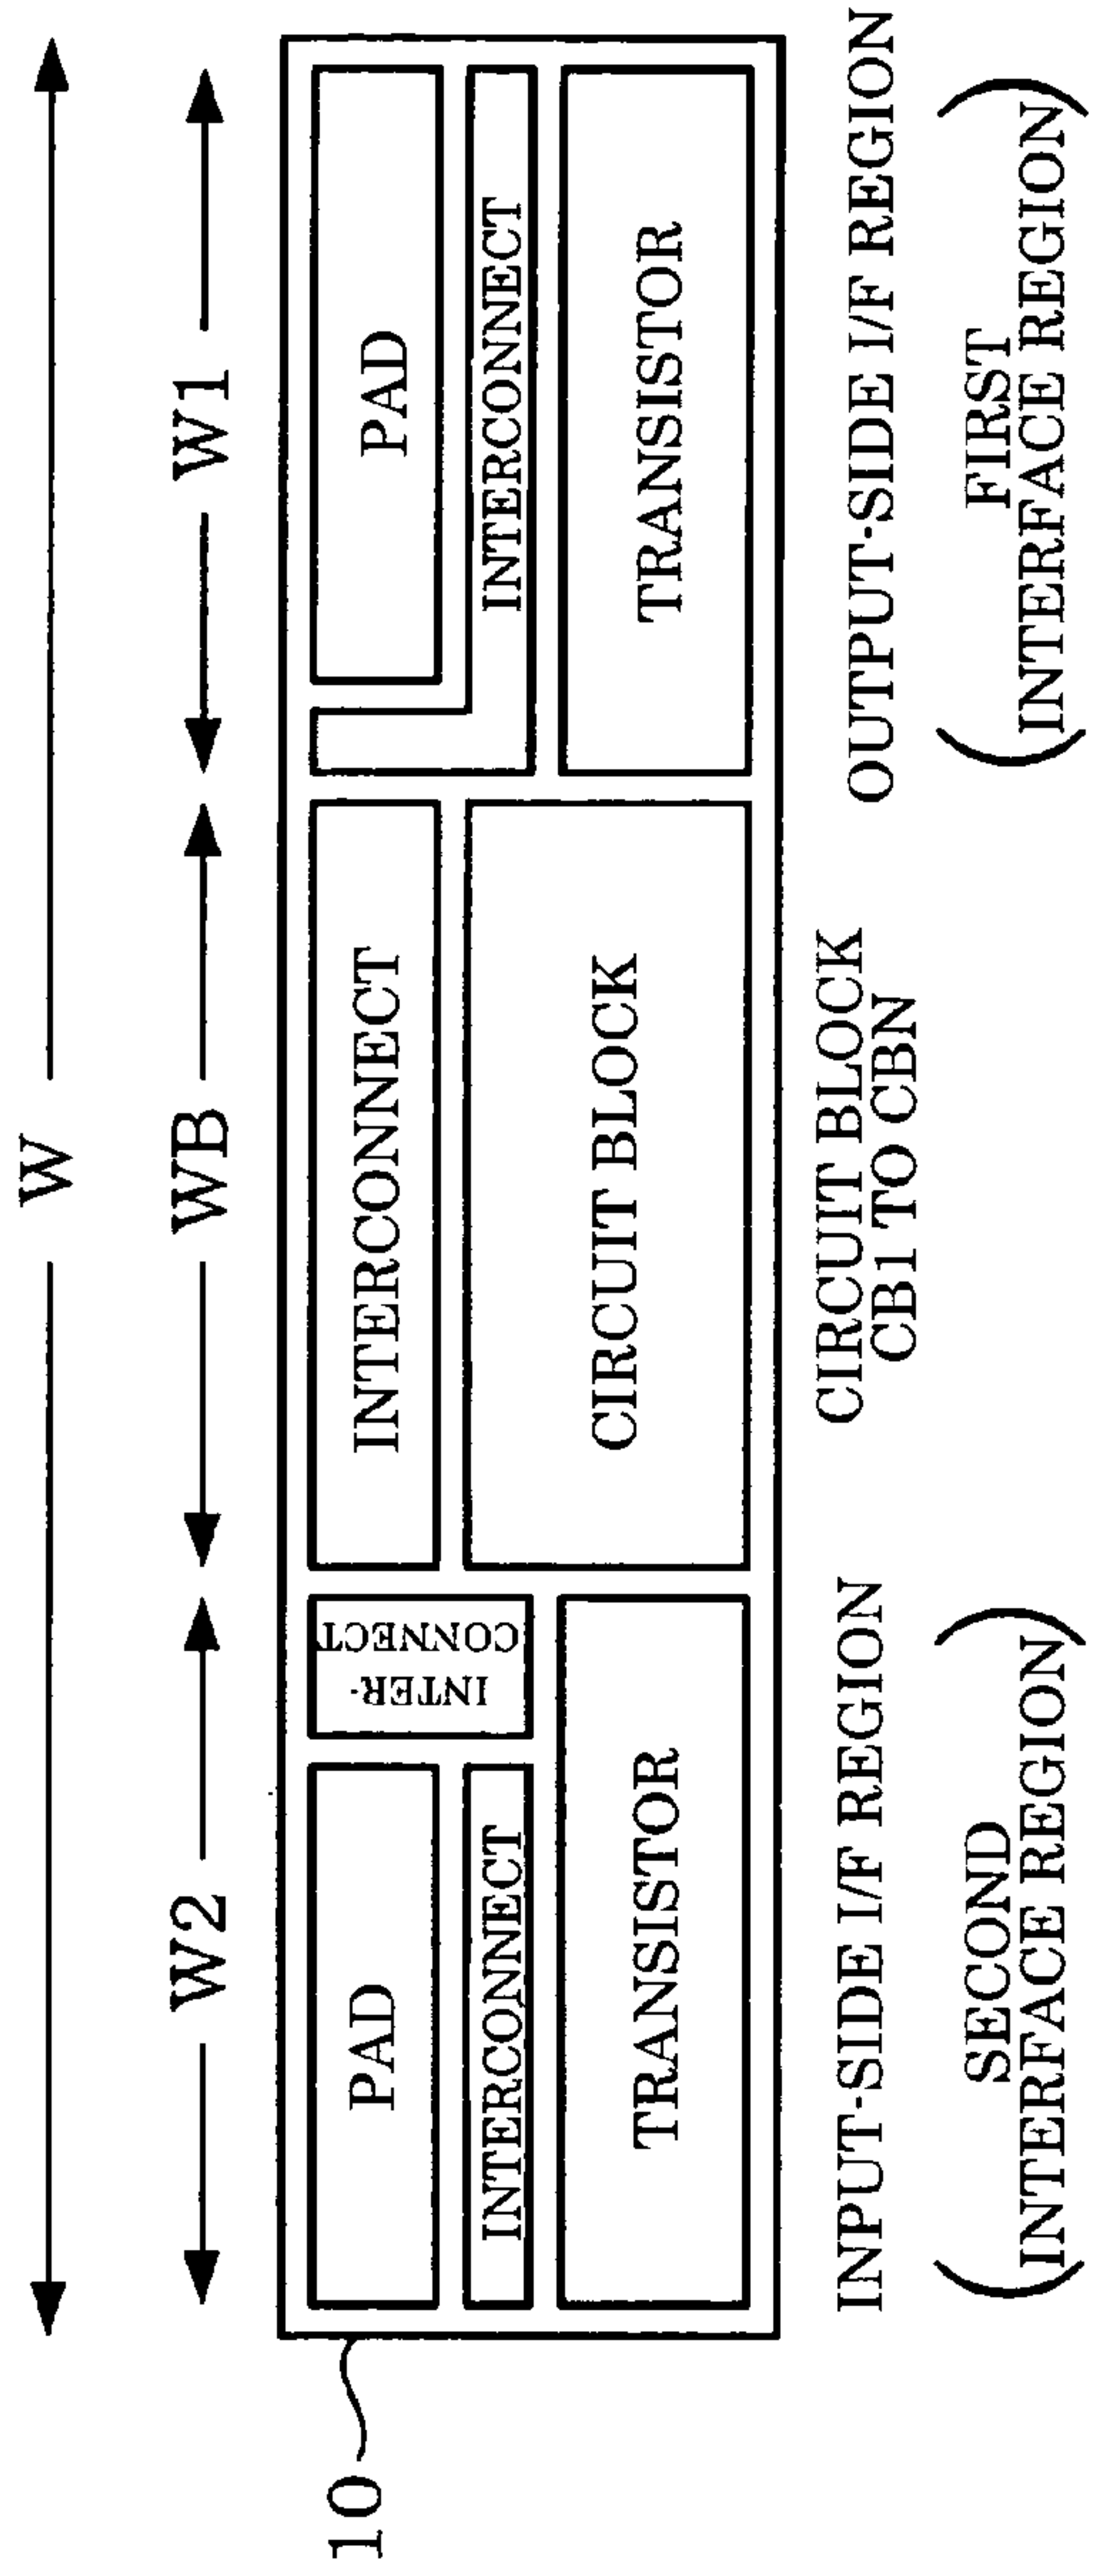 W
W2
WB
W1
10
PAD
INTERCONNECT
INTER-
CONNECT
TRANSISTOR
INTERCONNECT
CIRCUIT BLOCK
PAD
INTERCONNECT
TRANSISTOR
INPUT-SIDE I/F REGION
(SECOND
INTERFACE REGION)
CIRCUIT BLOCK
CB1 TO CBN
OUTPUT-SIDE I/F REGION
(FIRST
INTERFACE REGION)